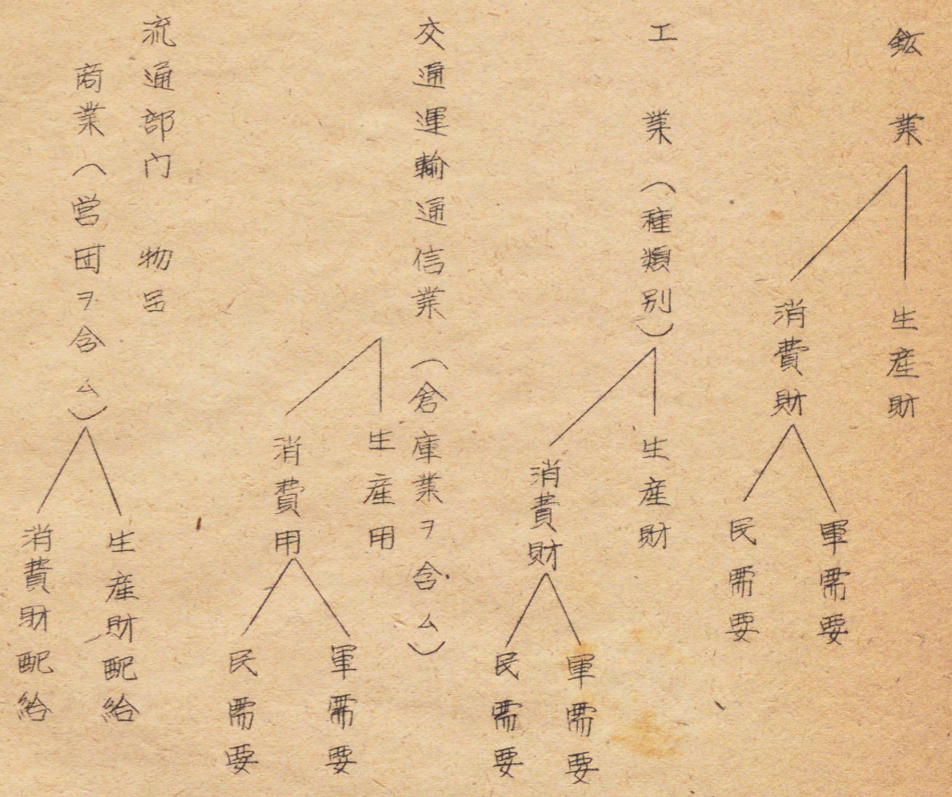 鉱業
生産財
消費財
軍需要
民需要
工業（種類別）
生産財
消費財
軍需要
民需要
交通運輸通信業（倉庫業ヲ含ム）
生産用
消費用
軍需要
民需要
流通部門 物
商業（営団ヲ含ム）
生産財配給
消費財配給